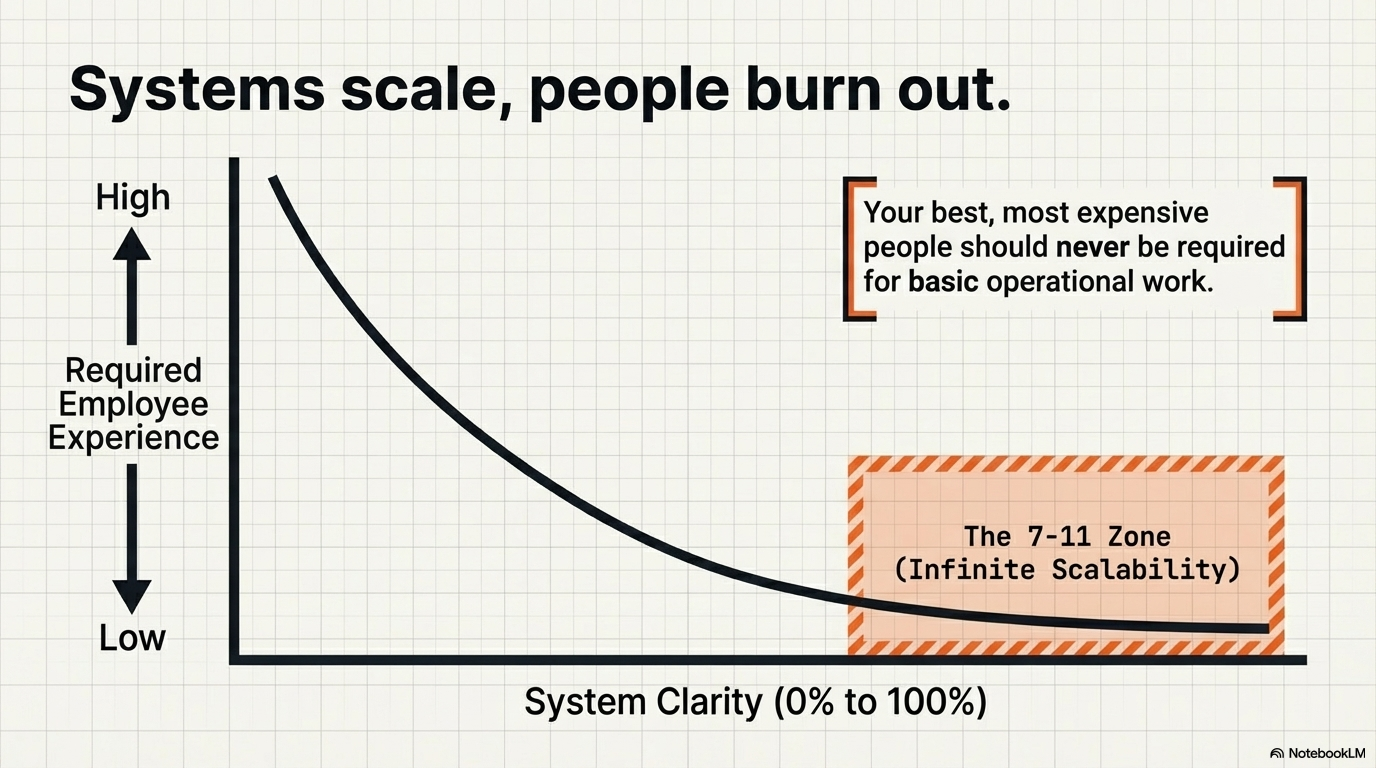 Systems scale, people burn out.
High
Required
Employee
Experience
Low
Your best, most expensive
people should never be required
for basic operational work.
The 7-11 Zone
(Infinite Scalability)
System Clarity (0% to 100%)
NotebookLM